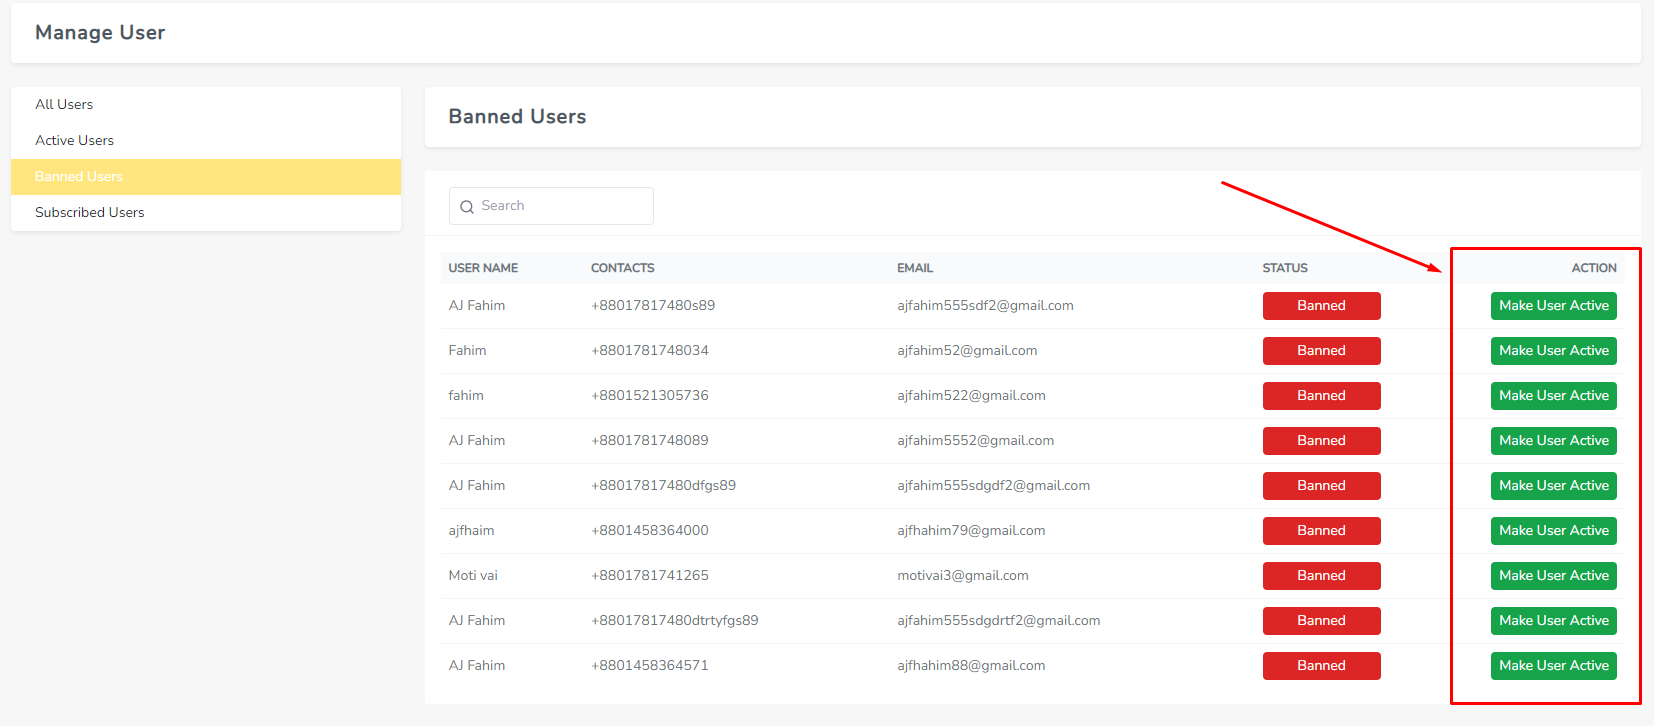 Manage User
All Users
Active Users
Banned Users
Subscribed Users
Banned Users
Search
USER NAME CONTACTS EMAIL STATUS ACTION
AJ Fahim +88017817480s89 ajfahim555sdf2@gmail.com Banned Make User Active
Fahim +8801781748034 ajfahim52@gmail.com Banned Make User Active
fahim +8801521305736 ajfahim522@gmail.com Banned Make User Active
AJ Fahim +8801781748089 ajfahim5552@gmail.com Banned Make User Active
AJ Fahim +88017817480dfgs89 ajfahim555sdgdf2@gmail.com Banned Make User Active
ajfhaim +8801458364000 ajfhahim79@gmail.com Banned Make User Active
Moti vai +8801781741265 motivai3@gmail.com Banned Make User Active
AJ Fahim +88017817480dtrtyfgs89 ajfahim555sdgdrtf2@gmail.com Banned Make User Active
AJ Fahim +8801458364571 ajfhahim88@gmail.com Banned Make User Active